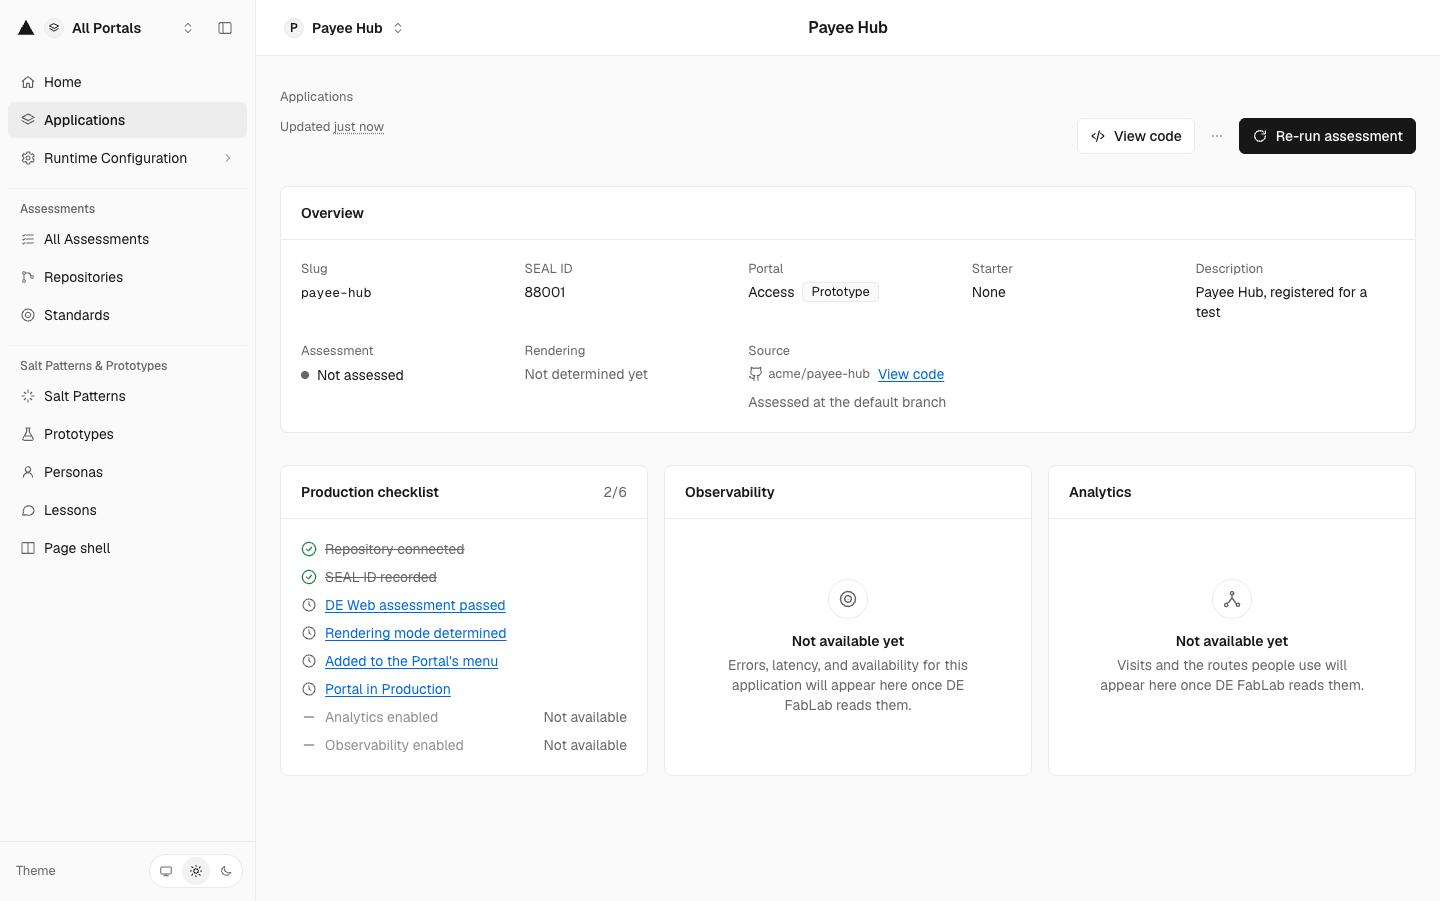 All Portals
P Payee Hub
Payee Hub
Home
Applications
Runtime Configuration
Assessments
All Assessments
Repositories
Standards
Salt Patterns & Prototypes
Salt Patterns
Prototypes
Personas
Lessons
Page shell
Theme
Applications
Updated just now
View code
Re-run assessment
Overview
Slug
payee-hub
SEAL ID
88001
Portal
Access Prototype
Starter
None
Description
Payee Hub, registered for a
test
Assessment
Not assessed
Rendering
Not determined yet
Source
acme/payee-hub View code
Assessed at the default branch
Production checklist 2/6
Repository connected
SEAL ID recorded
DE Web assessment passed
Rendering mode determined
Added to the Portal's menu
Portal in Production
Analytics enabled Not available
Observability enabled Not available
Observability
Not available yet
Errors, latency, and availability for this
application will appear here once DE
FabLab reads them.
Analytics
Not available yet
Visits and the routes people use will
appear here once DE FabLab reads them.